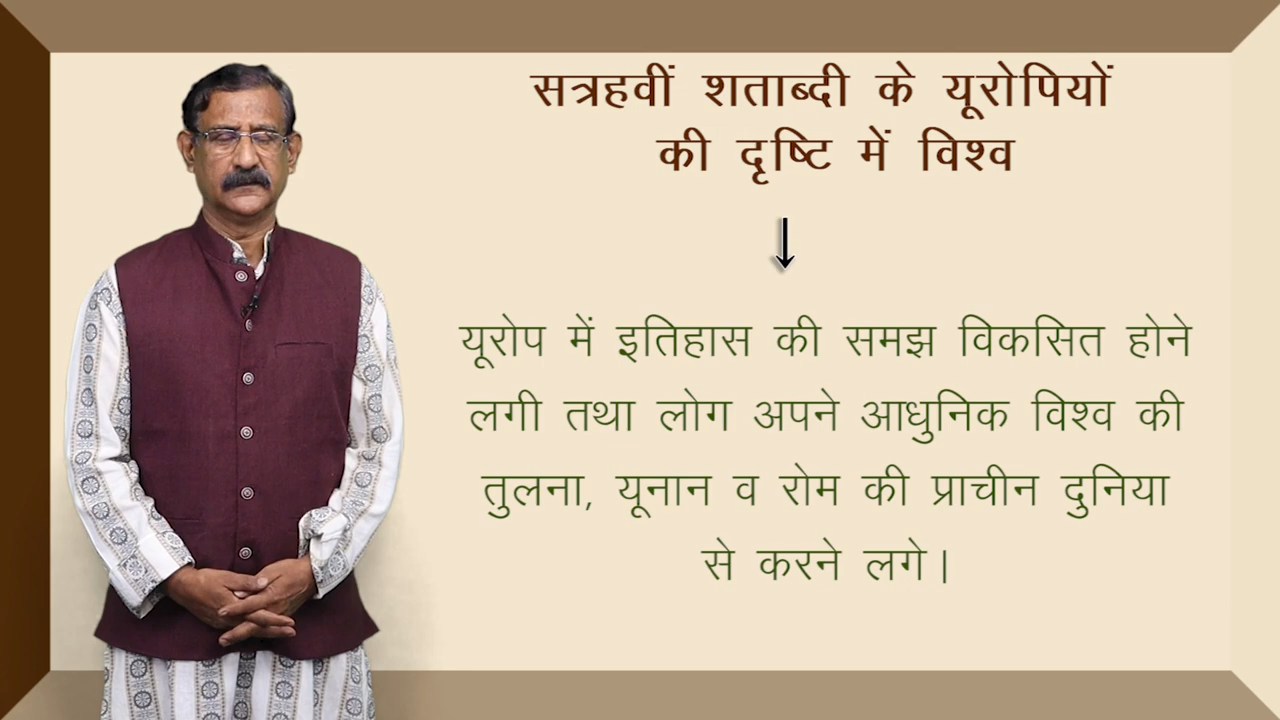 सत्रहवीं शताब्दी के यूरोपियों
की दृष्टि में विश्व
यूरोप में इतिहास की समझ विकसित होने
लगी तथा लोग अपने आधुनिक विश्व की
तुलना, यूनान व रोम की प्राचीन दुनिया
से करने लगे।